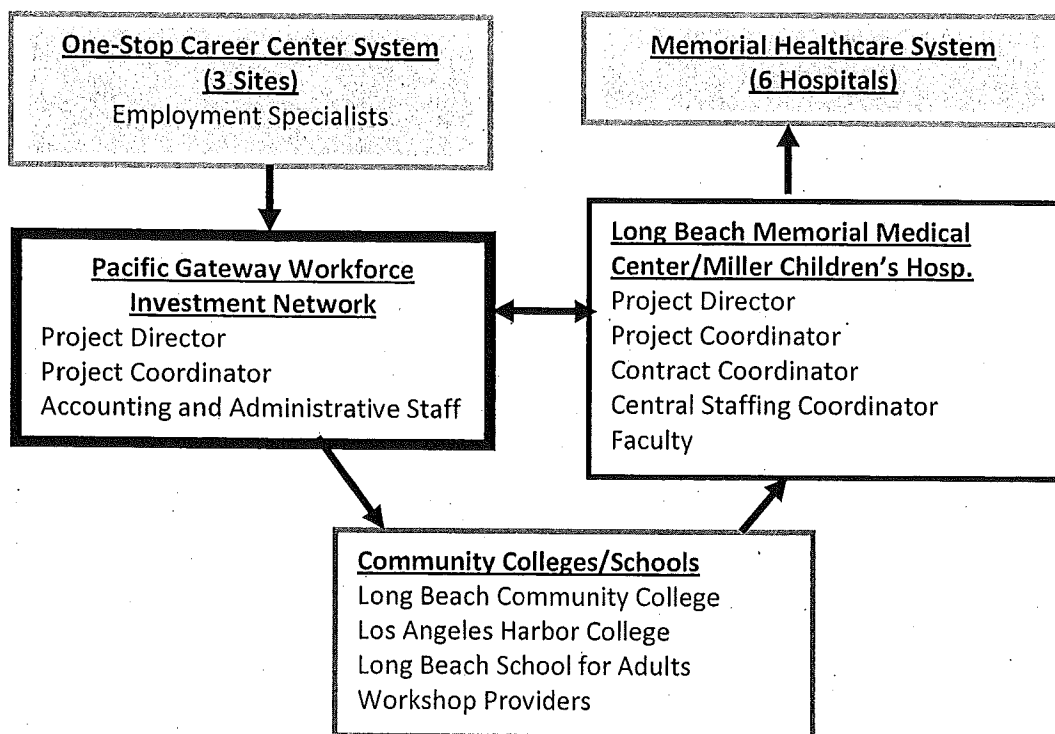 One-Stop Career Center System
(3 Sites)
Employment Specialists
Memorial Healthcare System
(6 Hospitals)
Pacific Gateway Workforce
Investment Network
Project Director
Project Coordinator
Accounting and Administrative Staff
Long Beach Memorial Medical
Center/Miller Children's Hosp.
Project Director
Project Coordinator
Contract Coordinator
Central Staffing Coordinator
Faculty
Community Colleges/Schools
Long Beach Community College
Los Angeles Harbor College
Long Beach School for Adults
Workshop Providers